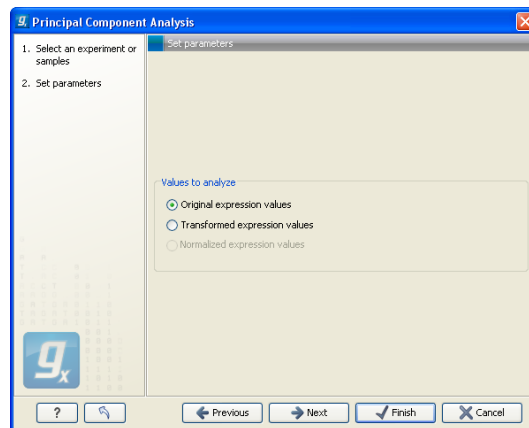 Principal Component Analysis
1. Select an experiment or
samples
2. Set parameters
Set parameters
Values to analyze
Original expression values
Transformed expression values
Normalized expression values
gx
?
Previous
Next
Finish
Cancel